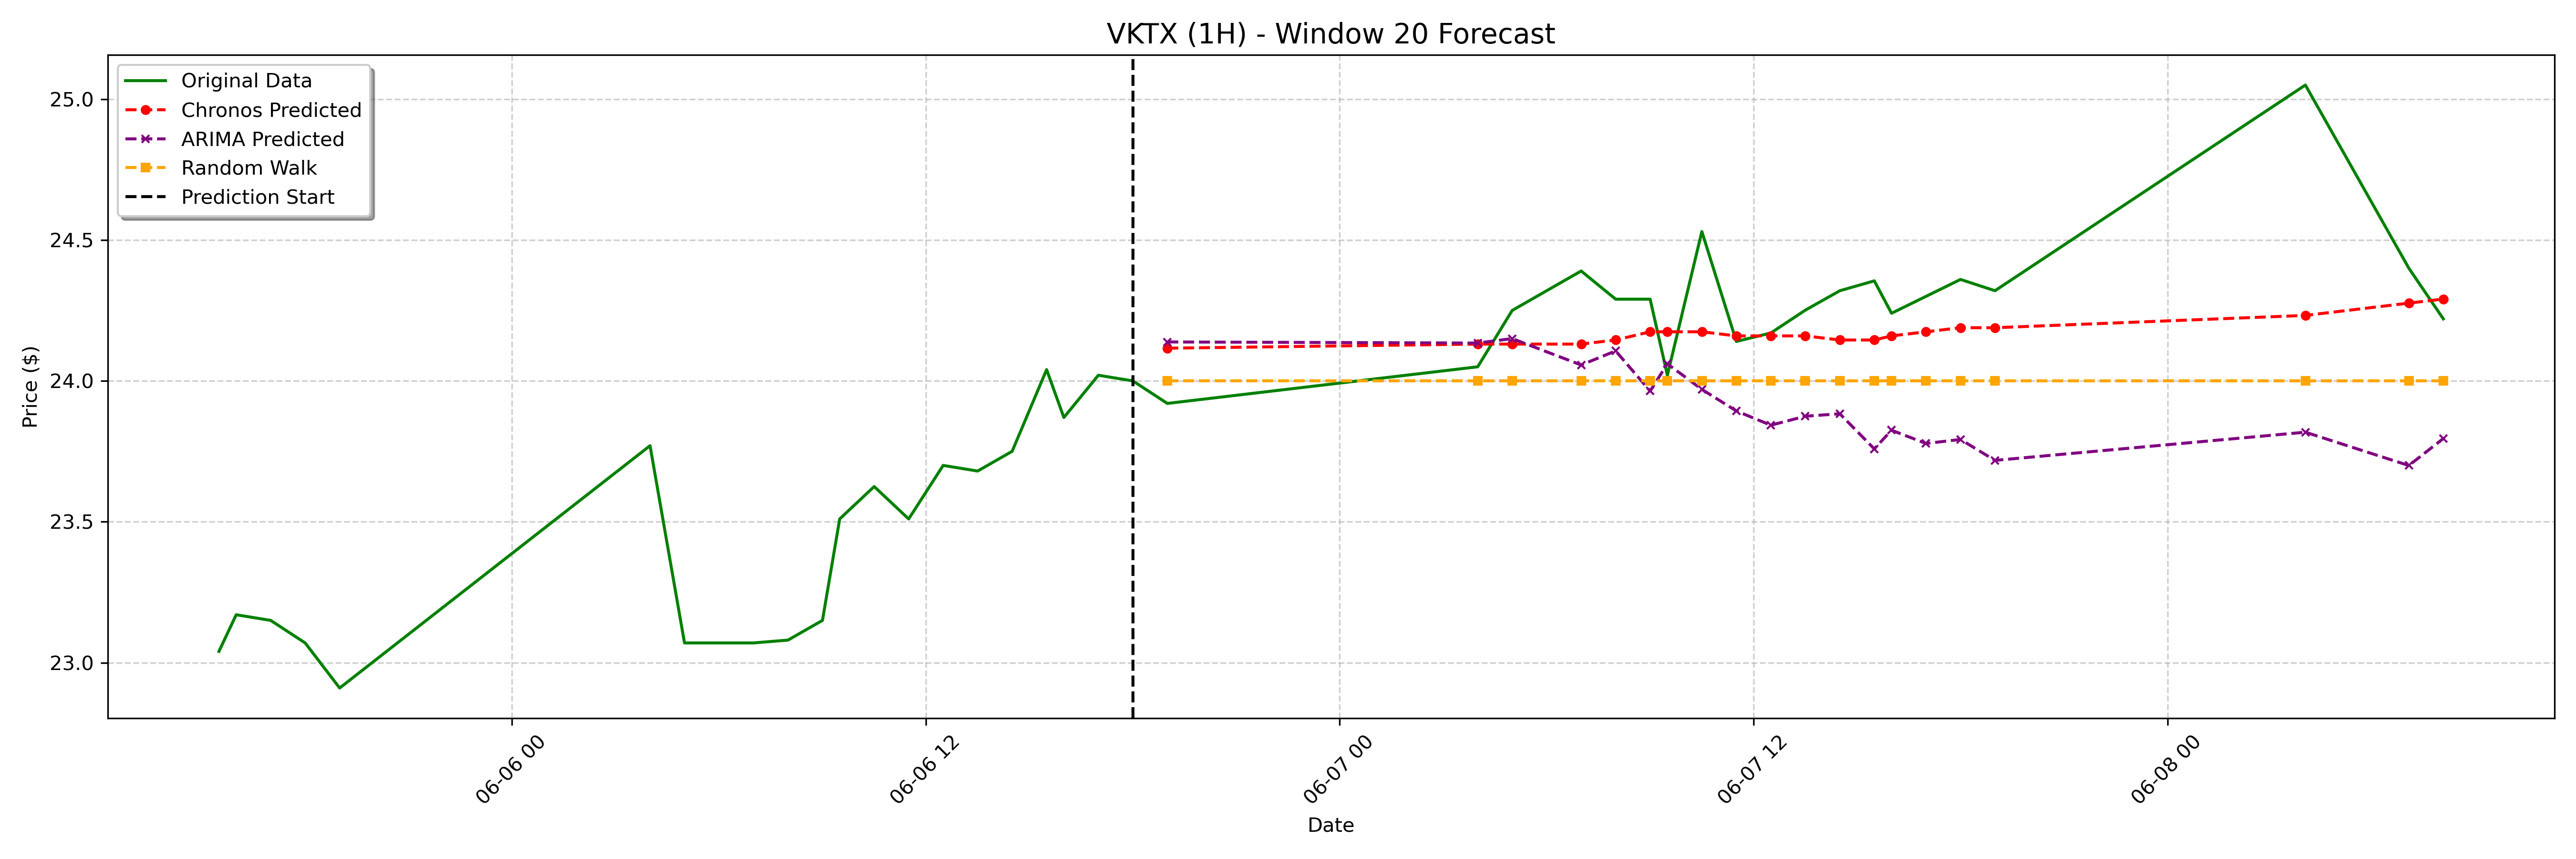 VKTX (1H) - Window 20 Forecast
Original Data
Chronos Predicted
ARIMA Predicted
Random Walk
Prediction Start
Price ($)
25.0
24.5
24.0
23.5
23.0
06-06 00
06-06 12
06-07 00
06-07 12
06-08 00
Date